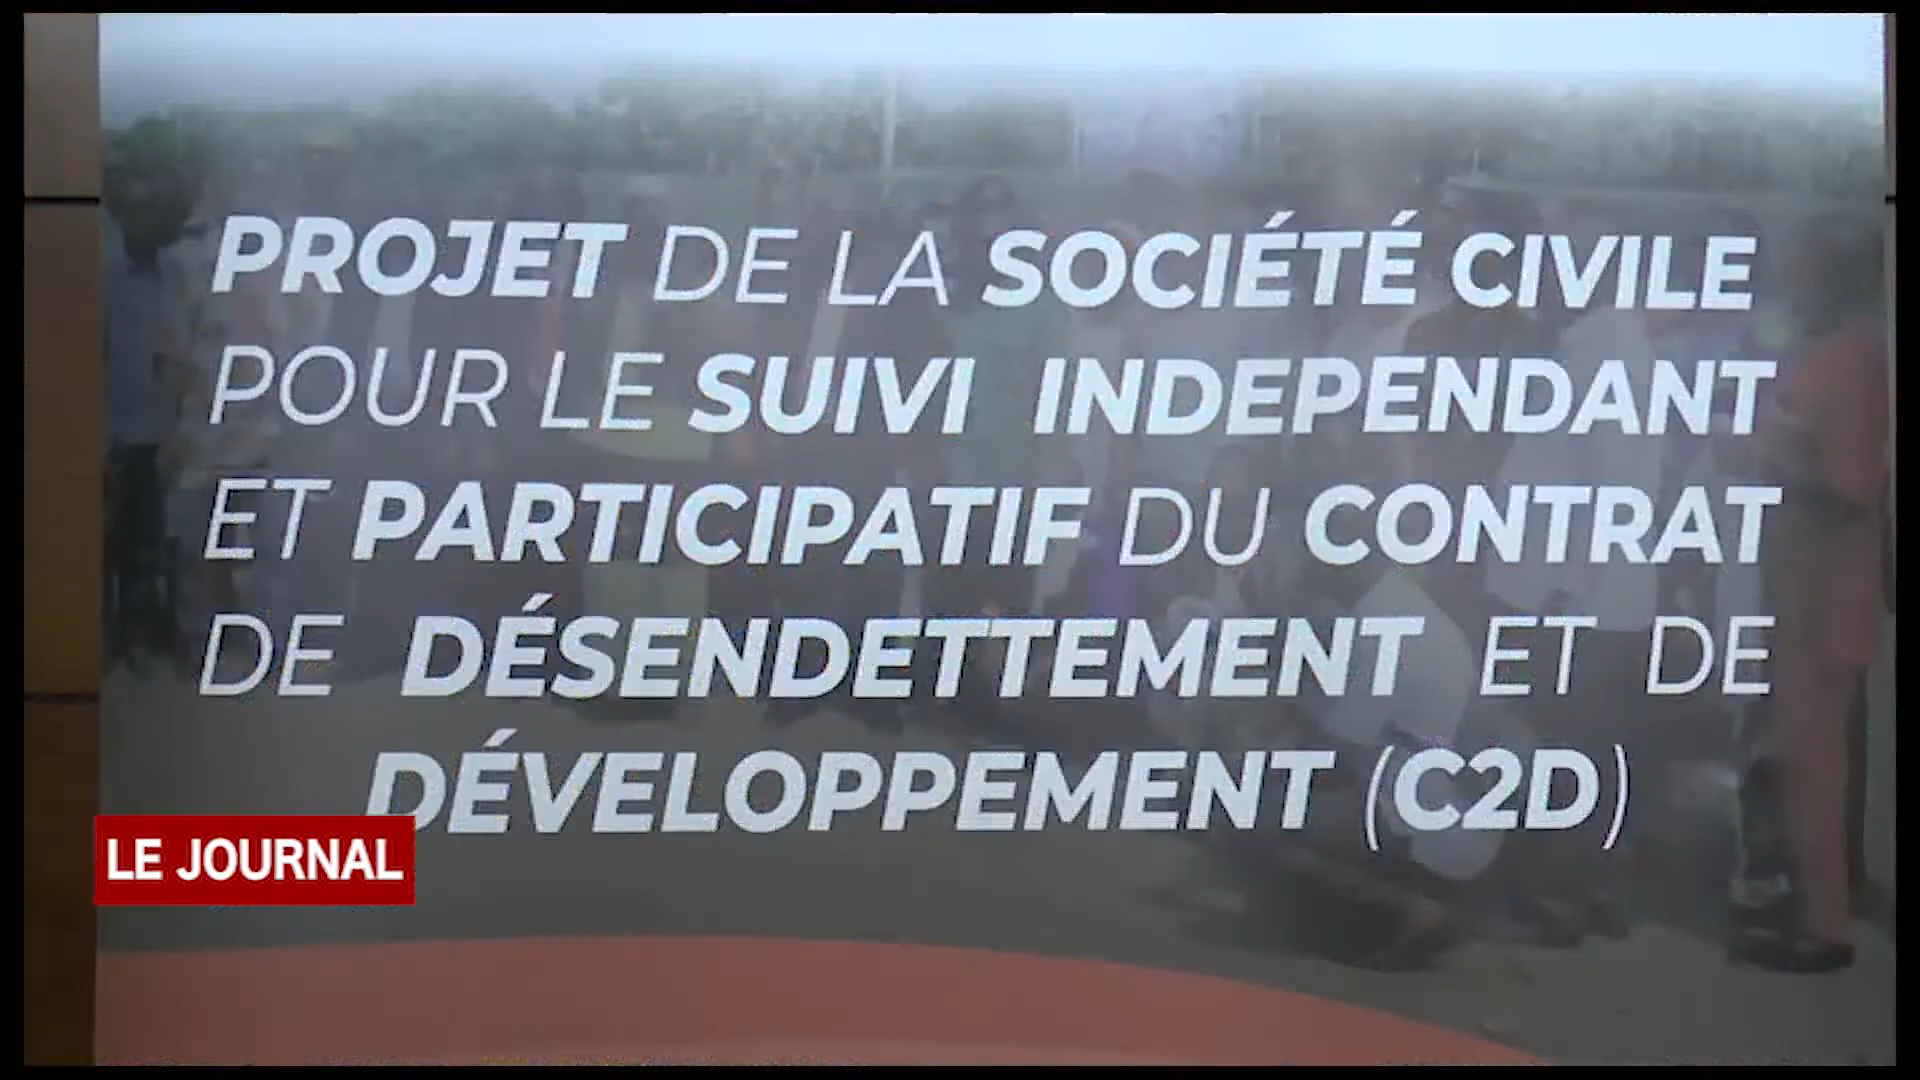 PROJET DE LA SOCIÉTÉ CIVILE
POUR LE SUIVI INDEPENDANT
ET PARTICIPATIF DU CONTRAT
DE DÉSENDETTEMENT ET DE
DÉVELOPPEMENT (C2D)
LE JOURNAL